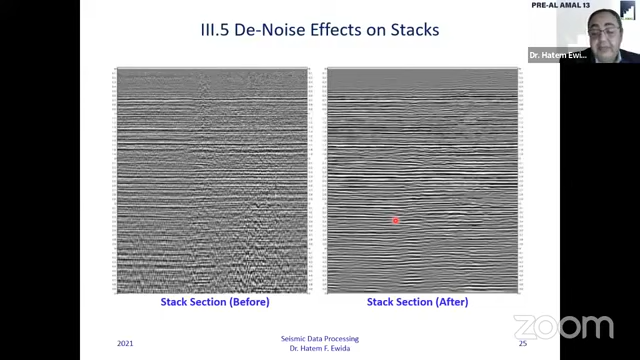 PRE-AL AMAL 13
III.5 De-Noise Effects on Stacks
Dr. Hatem Ewi...
Stack Section (Before)
Stack Section (After)
zoom
2021
Seismic Data Processing
Dr. Hatem F. Ewida
25